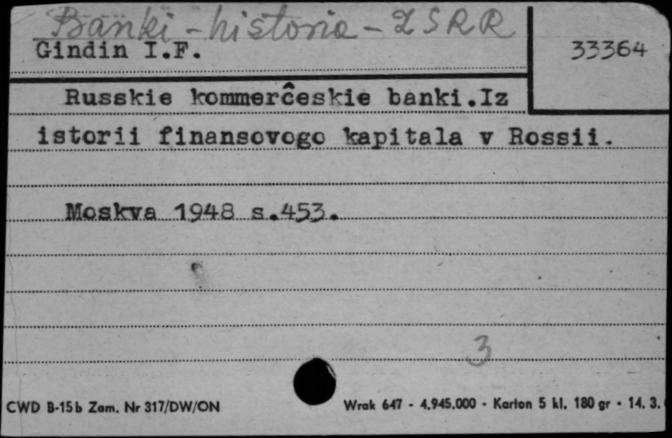 Banki - historia - ZSRR
Gindin I.F.
33364
Russkie kommerčeskie banki.Iz
istorii finansovogo kapitala v Rossii.
Moskva 1948 s.453.
3
CWD B-15b Zam. Nr 317/DW/ON
Wrak 647 - 4.945.000 - Karton 5 kl. 180 gr • 14. 3.